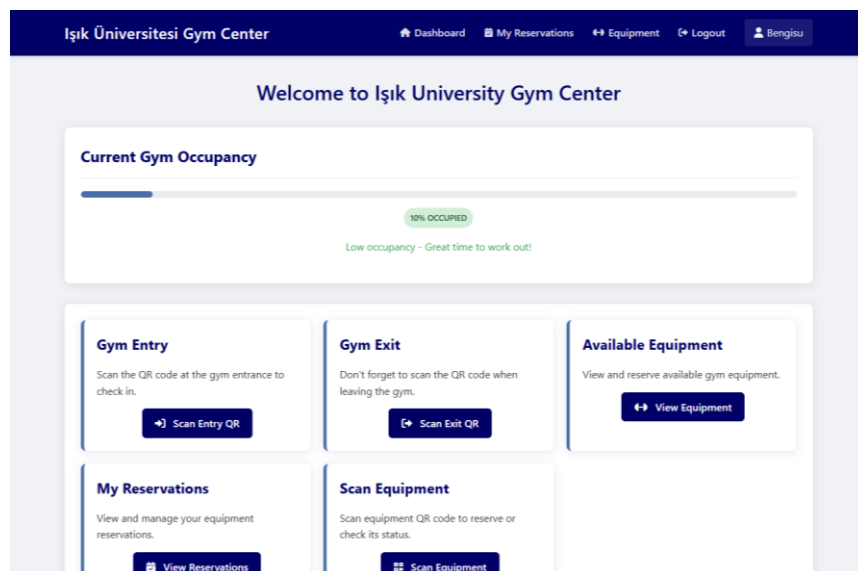 Işık Üniversitesi Gym Center
Dashboard
My Reservations
Equipment
Logout
Bengisu
Welcome to Işık University Gym Center
Current Gym Occupancy
10% OCCUPIED
Low occupancy - Great time to work out!
Gym Entry
Scan the QR code at the gym entrance to
check in.
Scan Entry QR
Gym Exit
Don't forget to scan the QR code when
leaving the gym.
Scan Exit QR
Available Equipment
View and reserve available gym equipment.
View Equipment
My Reservations
View and manage your equipment
reservations.
View Reservations
Scan Equipment
Scan equipment QR code to reserve or
check its status.
Scan Equipment